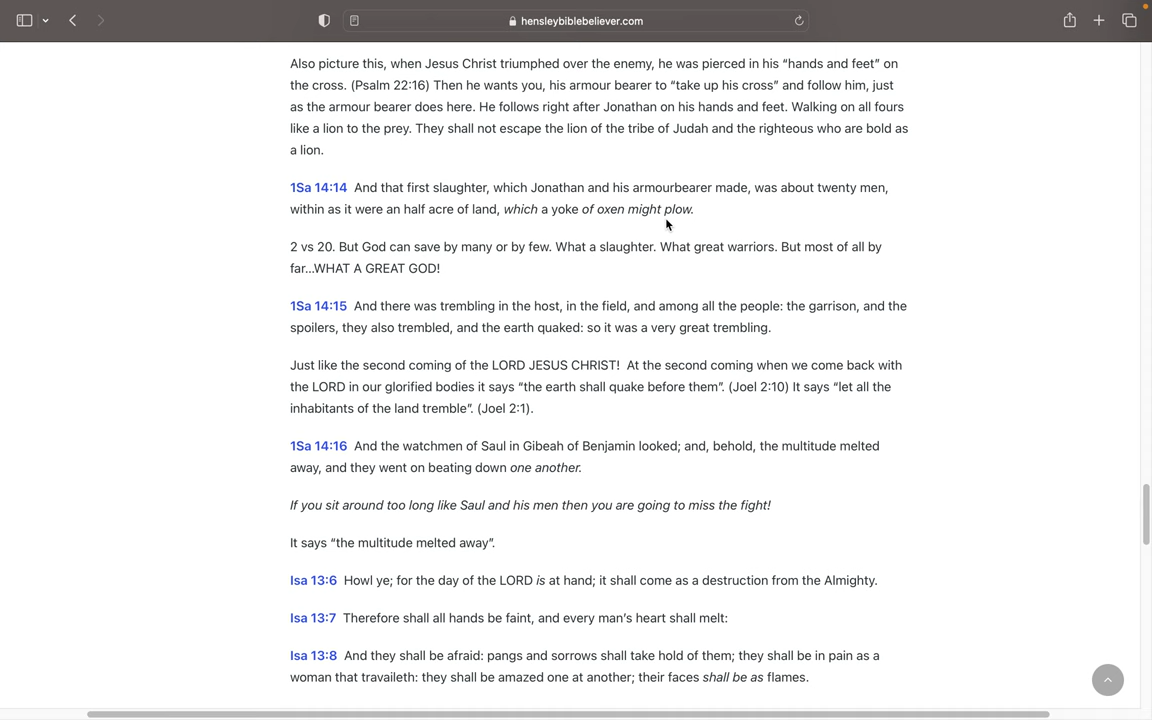 hensleybiblebeliever.com
Also picture this, when Jesus Christ triumphed over the enemy, he was pierced in his “hands and feet” on
the cross. (Psalm 22:16) Then he wants you, his armour bearer to “take up his cross” and follow him, just
as the armour bearer does here. He follows right after Jonathan on his hands and feet. Walking on all fours
like a lion to the prey. They shall not escape the lion of the tribe of Judah and the righteous who are bold as
a lion.
1Sa 14:14  And that first slaughter, which Jonathan and his armourbearer made, was about twenty men,
within as it were an half acre of land, which a yoke of oxen might plow.
2 vs 20. But God can save by many or by few. What a slaughter. What great warriors. But most of all by
far...WHAT A GREAT GOD!
1Sa 14:15  And there was trembling in the host, in the field, and among all the people: the garrison, and the
spoilers, they also trembled, and the earth quaked: so it was a very great trembling.
Just like the second coming of the LORD JESUS CHRIST!  At the second coming when we come back with
the LORD in our glorified bodies it says “the earth shall quake before them”. (Joel 2:10) It says “let all the
inhabitants of the land tremble”. (Joel 2:1).
1Sa 14:16  And the watchmen of Saul in Gibeah of Benjamin looked; and, behold, the multitude melted
away, and they went on beating down one another.
If you sit around too long like Saul and his men then you are going to miss the fight!
It says “the multitude melted away”.
Isa 13:6  Howl ye; for the day of the LORD is at hand; it shall come as a destruction from the Almighty.
Isa 13:7  Therefore shall all hands be faint, and every man’s heart shall melt:
Isa 13:8  And they shall be afraid: pangs and sorrows shall take hold of them; they shall be in pain as a
woman that travaileth: they shall be amazed one at another; their faces shall be as flames.